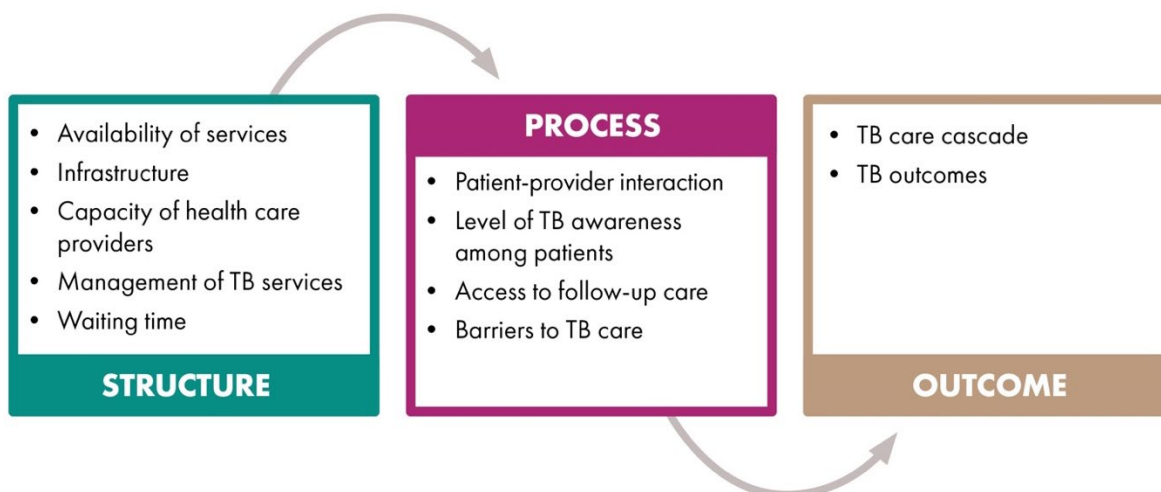 • Availability of services
• Infrastructure
• Capacity of health care
providers
• Management of TB services
• Waiting time
STRUCTURE
PROCESS
• Patient-provider interaction
• Level of TB awareness
among patients
• Access to follow-up care
• Barriers to TB care
• TB care cascade
• TB outcomes
OUTCOME